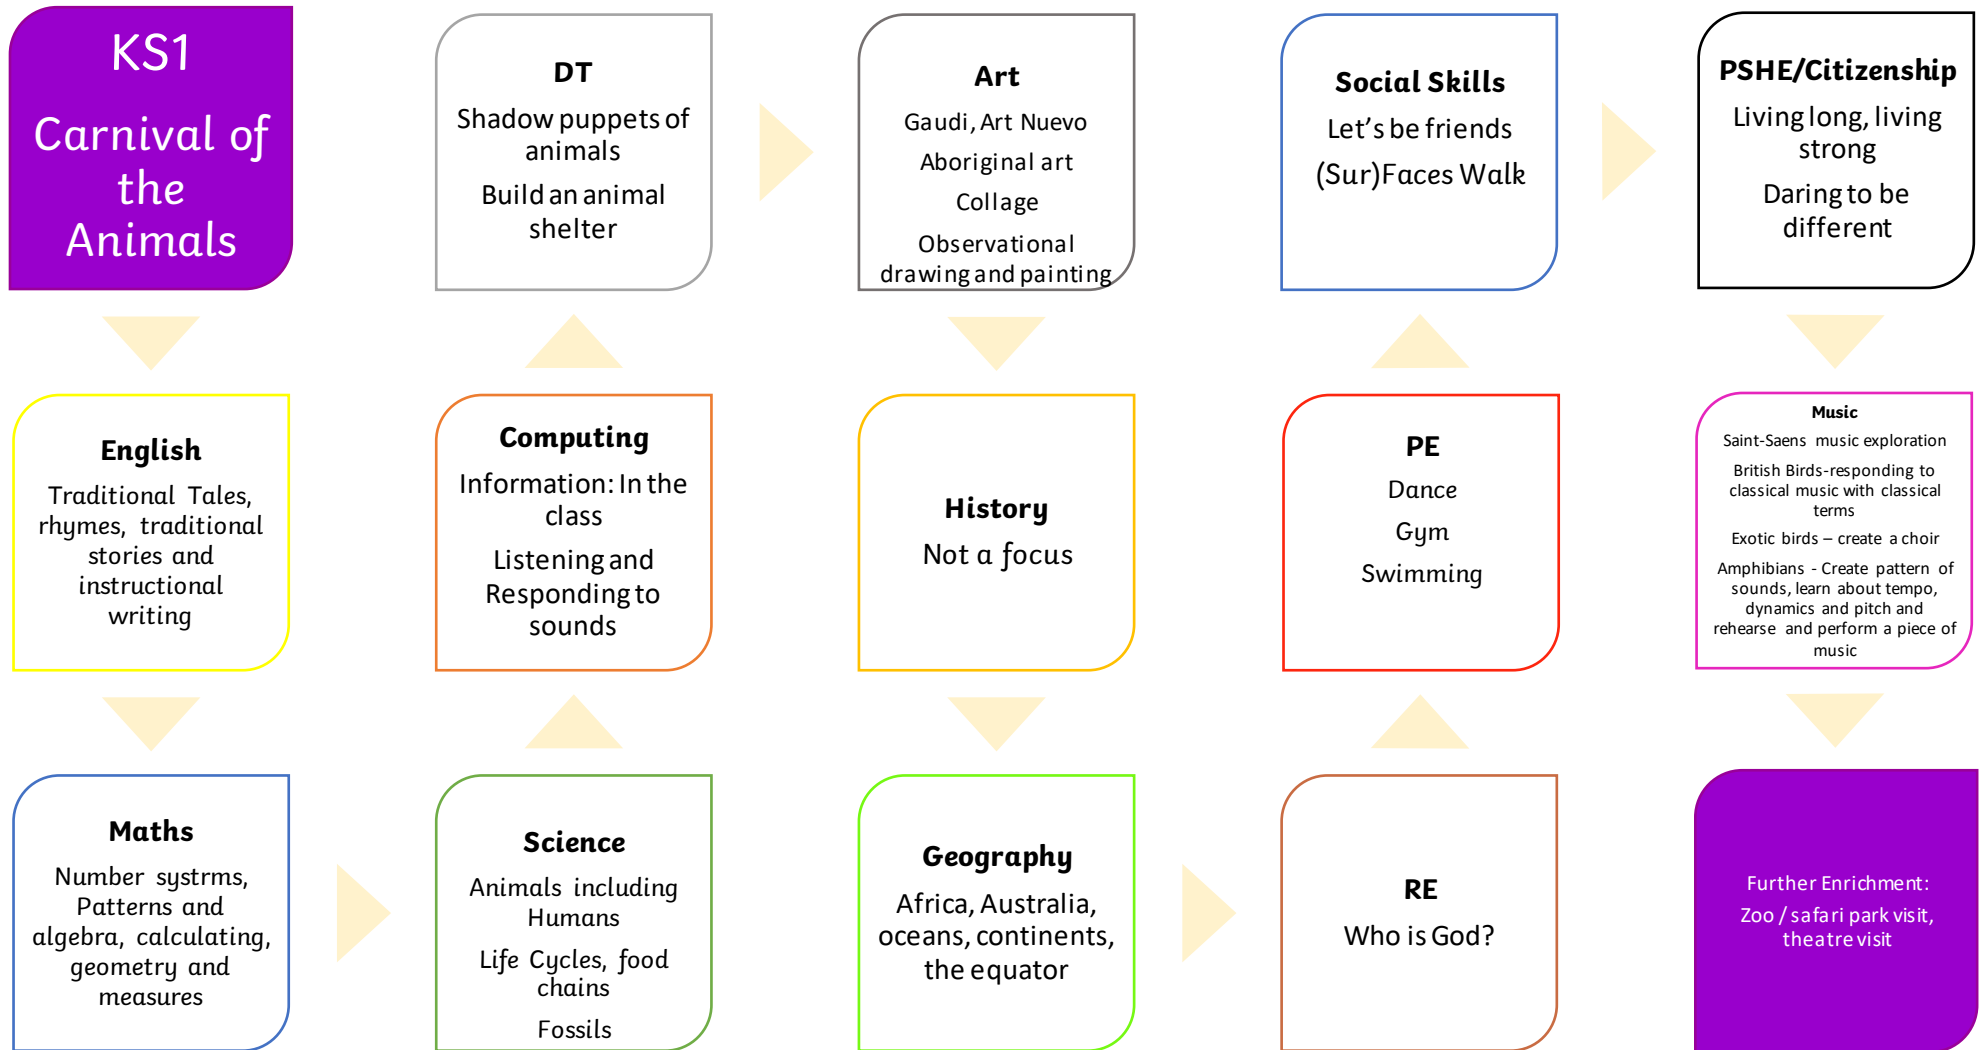 KS1
Carnival of
the
Animals
English
Traditional Tales,
rhymes, traditional
stories and
instructional
writing
Maths
Number systrms,
Patterns and
algebra, calculating,
geometry and
measures
Science
Animals including
Humans
Life Cycles, food
chains
Fossils
Computing
Information: In the
class
Listening and
Responding to
sounds
DT
Shadow puppets of
animals
Build an animal
shelter
Art
Gaudi, Art Nuevo
Aboriginal art
Collage
Observational
drawing and painting
History
Not a focus
Geography
Africa, Australia,
oceans, continents,
the equator
RE
Who is God?
PE
Dance
Gym
Swimming
Social Skills
Let's be friends
(Sur)Faces Walk
PSHE/Citizenship
Living long, living
strong
Daring to be
different
Music
Saint-Saens music exploration
British Birds-responding to
classical music with classical
terms
Exotic birds – create a choir
Amphibians - Create pattern of
sounds, learn about tempo,
dynamics and pitch and
rehearse and perform a piece of
music
Further Enrichment:
Zoo / safari park visit,
theatre visit